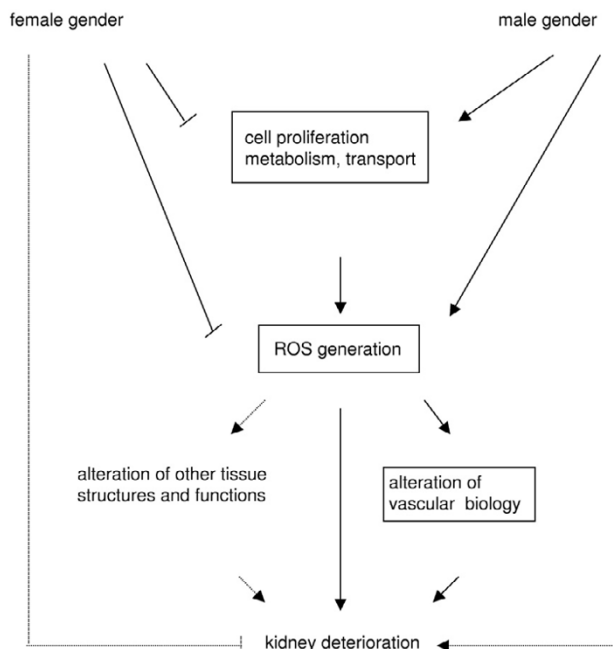 female gender
male gender
cell proliferation
metabolism, transport
ROS generation
alteration of other tissue
structures and functions
alteration of
vascular biology
kidney deterioration